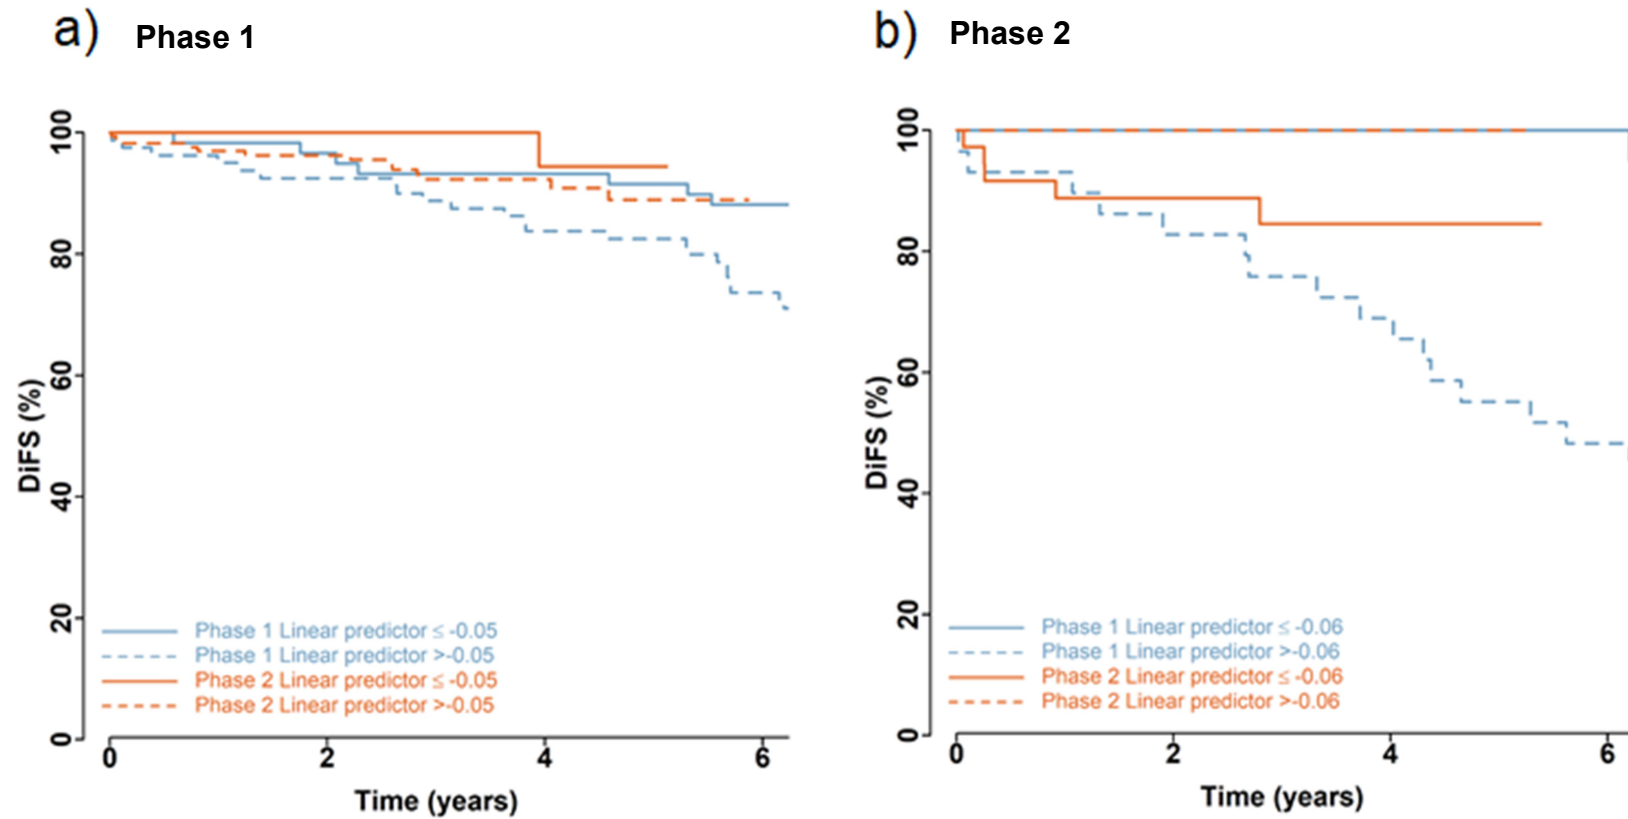 a) Phase 1
DiFS (%)
100
80
60
40
20
0
0 2 4 6
Time (years)
Phase 1 Linear predictor ≤ -0.05
Phase 1 Linear predictor >-0.05
Phase 2 Linear predictor ≤ -0.05
Phase 2 Linear predictor >-0.05
b) Phase 2
DiFS (%)
100
80
60
40
20
0
0 2 4 6
Time (years)
Phase 1 Linear predictor ≤ -0.06
Phase 1 Linear predictor >-0.06
Phase 2 Linear predictor ≤ -0.06
Phase 2 Linear predictor >-0.06